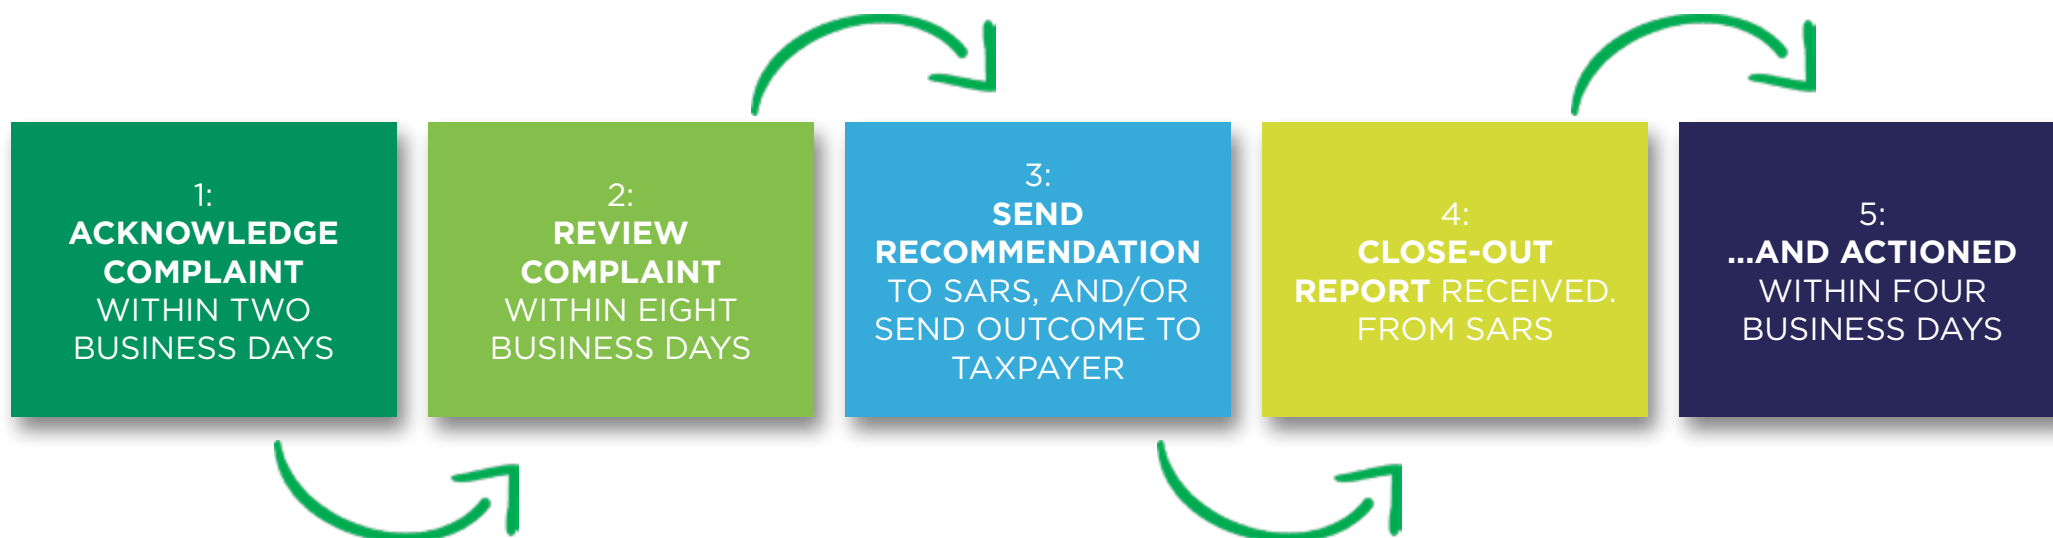 1:
ACKNOWLEDGE
COMPLAINT
WITHIN TWO
BUSINESS DAYS
2:
REVIEW
COMPLAINT
WITHIN EIGHT
BUSINESS DAYS
3:
SEND
RECOMMENDATION
TO SARS, AND/OR
SEND OUTCOME TO
TAXPAYER
4:
CLOSE-OUT
REPORT RECEIVED.
FROM SARS
5:
...AND ACTIONED
WITHIN FOUR
BUSINESS DAYS